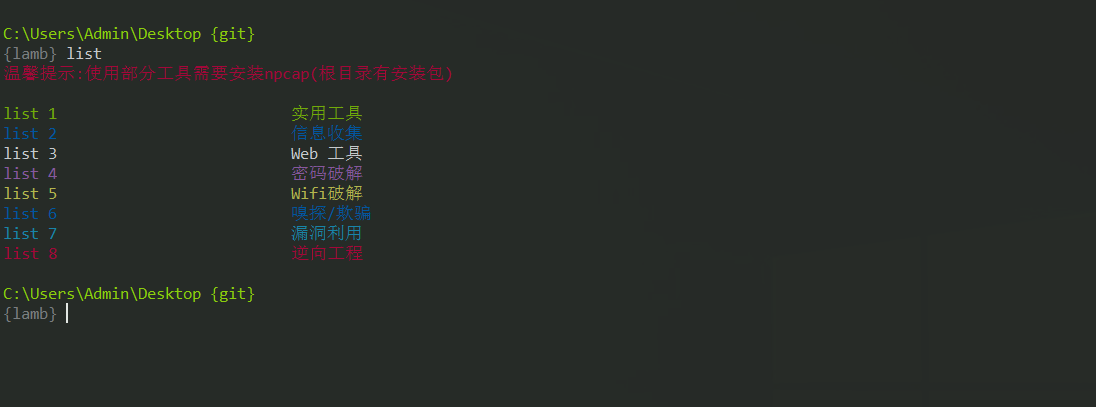 C:\Users\Admin\Desktop {git}
{lamb} list
温馨提示:使用部分工具需要安装npcap(根目录有安装包)
list 1 实用工具
list 2 信息收集
list 3 Web 工具
list 4 密码破解
list 5 Wifi破解
list 6 嗅探/欺骗
list 7 漏洞利用
list 8 逆向工程
C:\Users\Admin\Desktop {git}
{lamb}